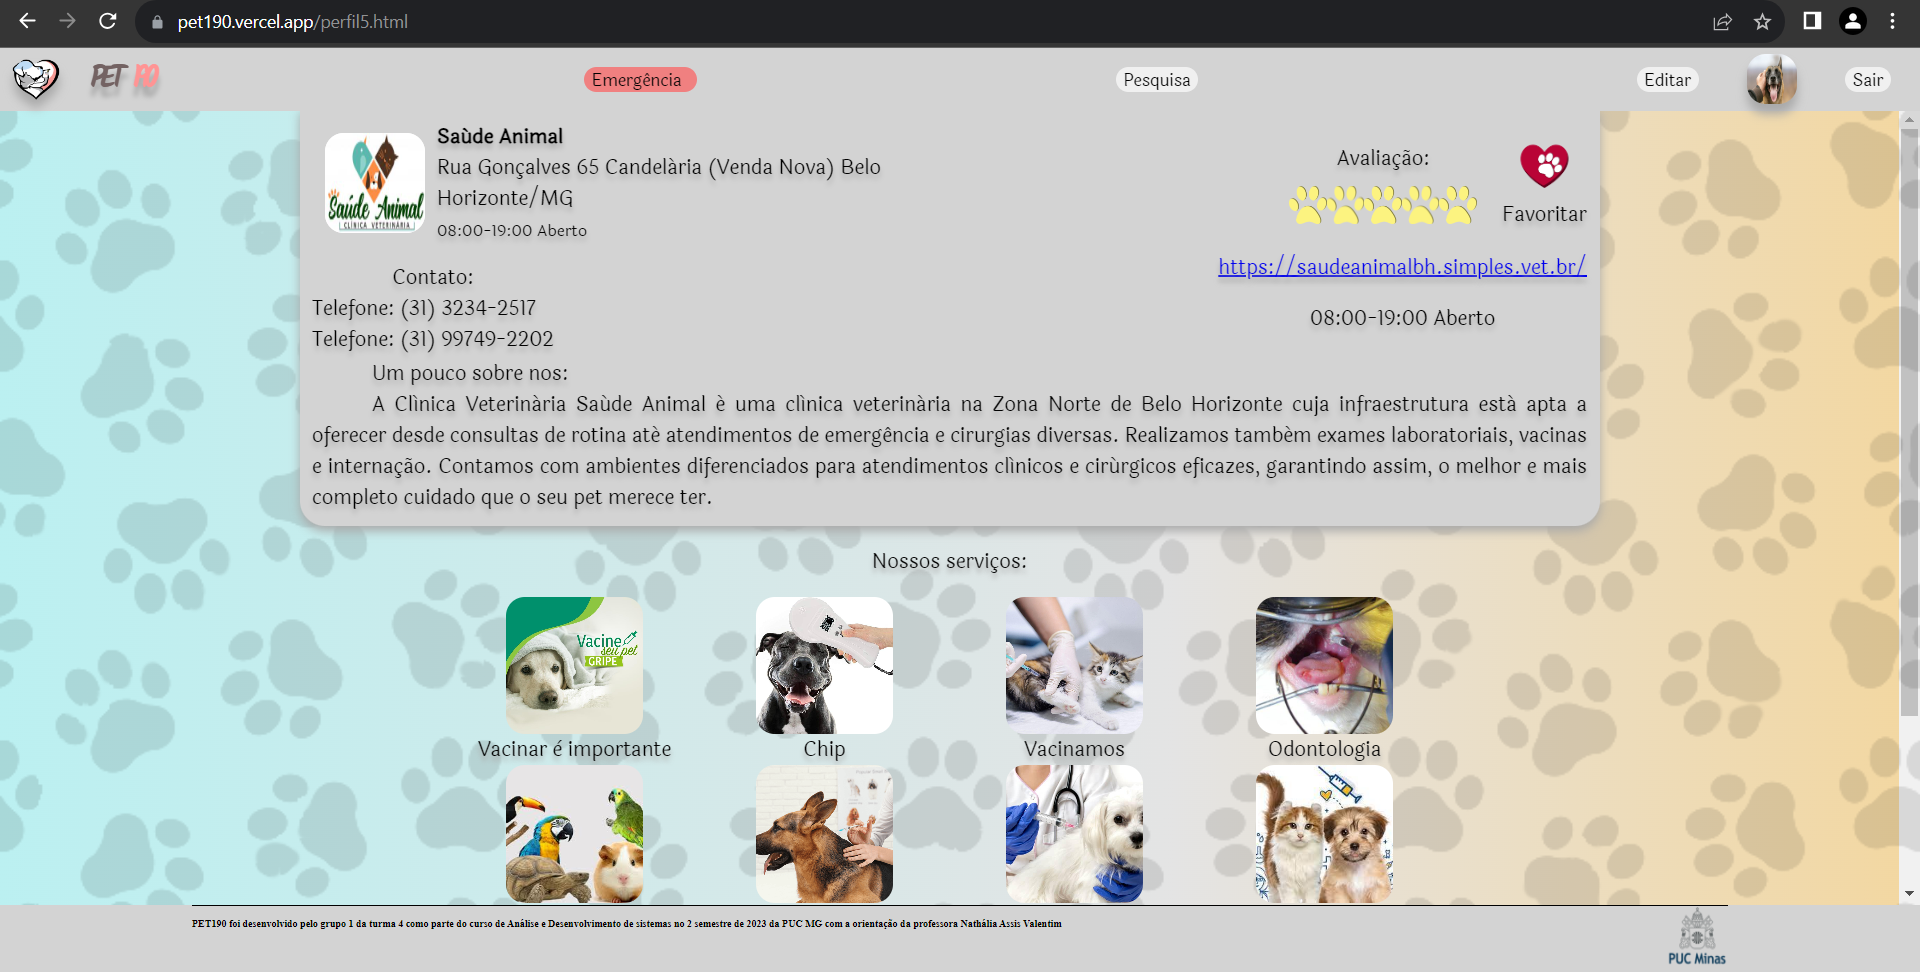 pet190.vercel.app/perfil5.html
PET
Emergência
Pesquisa
Editar
Sair
Saùde Animal
Rua Gonçalves 65 Candelària (Venda Nova) Belo
Horizonte/MG
08:00-19:00 Aberto
Saúde Animal
CLÍNICA VETERINÁRIA
Avaliação:
Favoritar
https://saudeanimalbh.simples.vet.br/
08:00-19:00 Aberto
Contato:
Telefone: (31) 3234-2517
Telefone: (31) 99749-2202
Um pouco sobre nos:
A Clìnica Veterinària Saùde Animal è uma clìnica veterinària na Zona Norte de Belo Horizonte cuja infraestrutura està apta a
oferecer desde consultas de rotina atè atendimentos de emergência e cirurgias diversas. Realizamos tambèm exames laboratoriais, vacinas
e internação. Contamos com ambientes diferenciados para atendimentos clìnicos e cirùrgicos eficazes, garantindo assim, o melhor e mais
completo cuidado que o seu pet merece ter.
Nossos serviços:
Vacine
seu pet
GRIPE
Vacinar é importante
Chip
Vacinamos
Odontologia
PET190 foi desenvolvido pelo grupo 1 da turma 4 como parte do curso de Análise e Desenvolvimento de sistemas no 2 semestre de 2023 da PUC MG com a orientação da professora Nathália Assis Valentim
PUC Minas